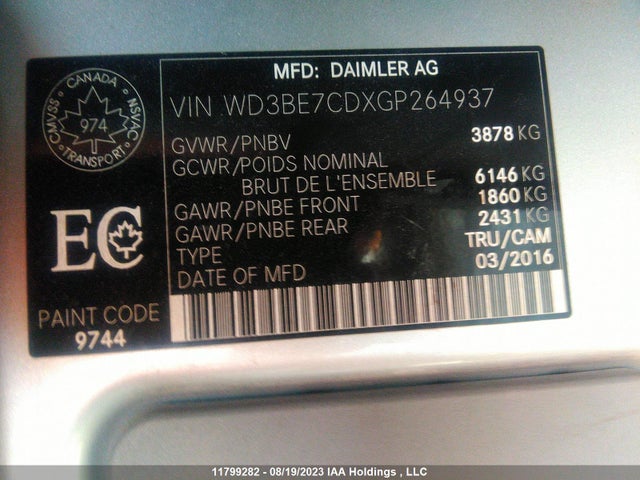 MFD: DAIMLER AG
CANADA
CMVSS NSVAC
974
TRANSPORT
VIN WD3BE7CDXGP264937
GVWR/PNBV 3878 KG
GCWR/POIDS NOMINAL
BRUT DE L'ENSEMBLE 6146 KG
GAWR/PNBE FRONT 1860 KG
GAWR/PNBE REAR 2431 KG
TYPE TRU/CAM
DATE OF MFD 03/2016
EC
PAINT CODE
9744
11799282 - 08/19/2023 IAA Holdings , LLC